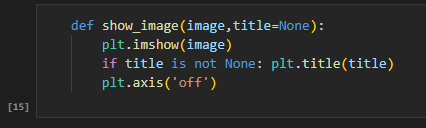 def show_image(image,title=None):
    plt.imshow(image)
    if title is not None: plt.title(title)
    plt.axis('off')
[15]